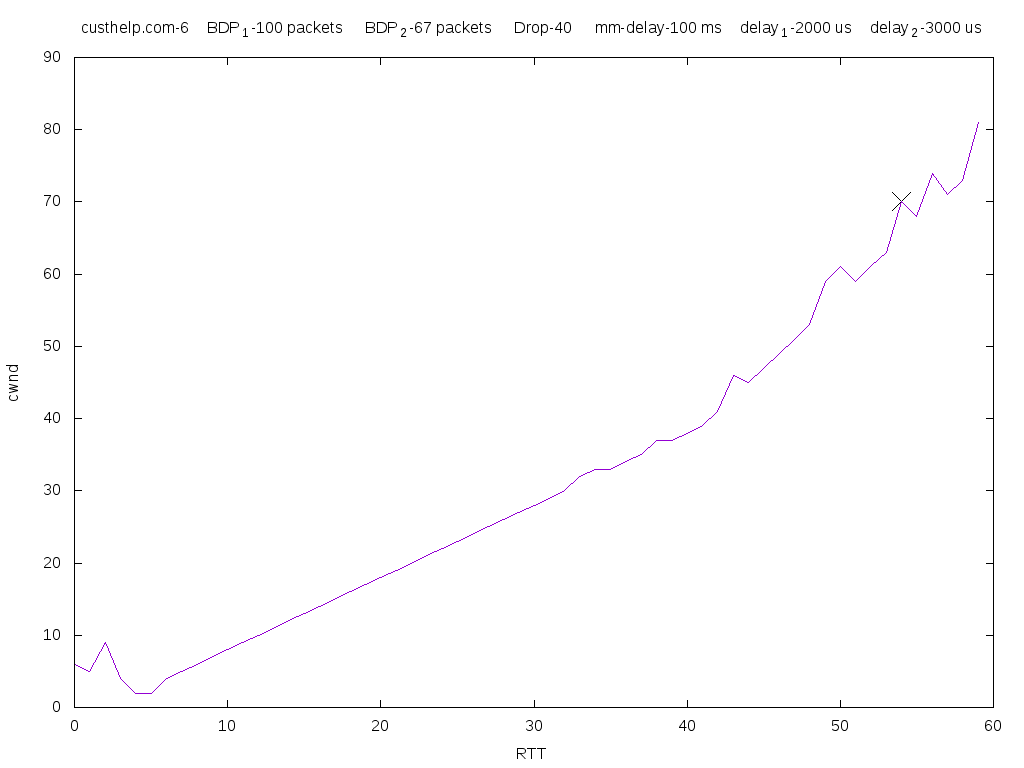 custhelp.com-6 BDP1-100 packets BDP2-67 packets Drop-40 mm-delay-100 ms delay1-2000 us delay2-3000 us
90
80
70
60
50
40
30
20
10
0
cwnd
0 10 20 30 40 50 60
RTT